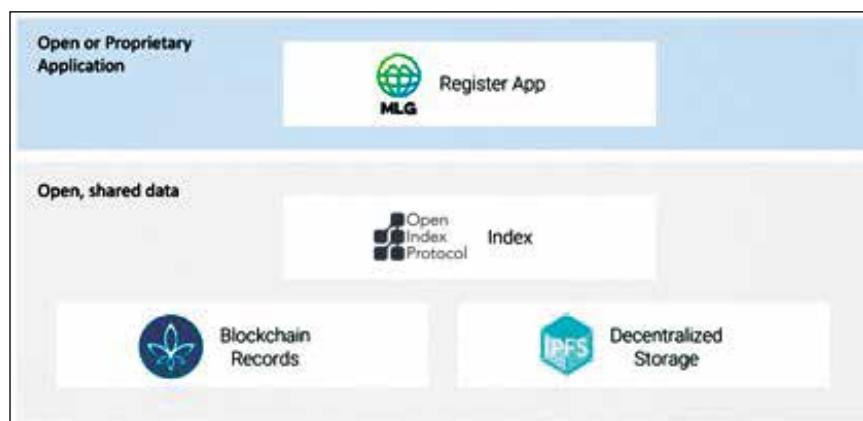 Open or Proprietary
Application
MLG
Register App
Open, shared data
Open
Index
Protocol
Index
Blockchain
Records
IPFS
Decentralized
Storage